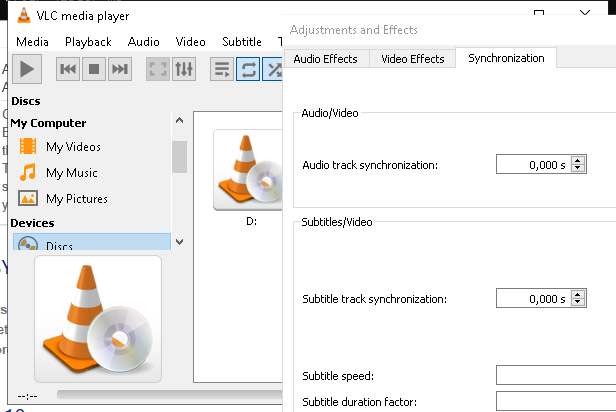 VLC media player
Media Playback Audio Video Subtitle
Discs
My Computer
My Videos
My Music
My Pictures
Devices
Discs
D:
--:--
Adjustments and Effects
Audio Effects Video Effects Synchronization
Audio/Video
Audio track synchronization: 0,000 s
Subtitles/Video
Subtitle track synchronization: 0,000 s
Subtitle speed:
Subtitle duration factor: